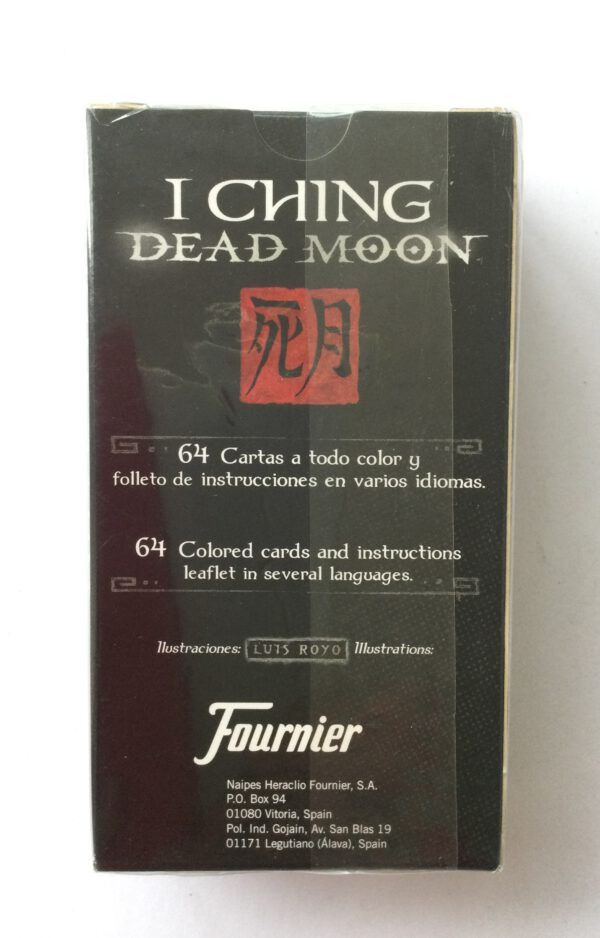 I CHING
DEAD MOON
死月
64 Cartas a todo color y
folleto de instrucciones en varios idiomas.
64 Colored cards and instructions
leaflet in several languages.
Ilustraciones: LUIS ROYO Illustrations:
Fournier
Naipes Heraclio Fournier, S.A.
P.O. Box 94
01080 Vitoria, Spain
Pol. Ind. Gojain, Av. San Blas 19
01171 Legutiano (Álava), Spain